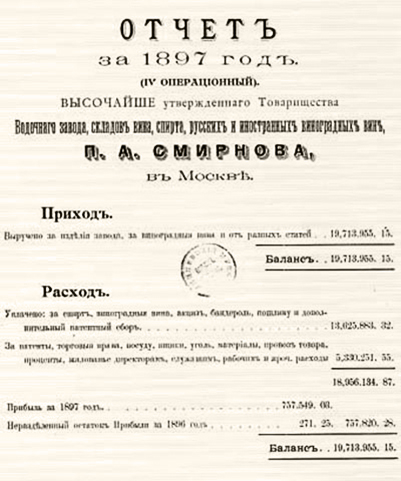 ОТЧЕТЪ
за 1897 годъ.
(IV ОПЕРАЦІОННЫЙ).
ВЫСОЧАЙШЕ утвержденнаго Товарищества
Водочнаго завода, складовъ вина, спирта, русскихъ и иностранныхъ виноградныхъ винъ,
П. А. СМИРНОВА,
въ Москвѣ.
Приходъ.
Выручено за издѣлія завода, за виноградныя вина и отъ разныхъ статей . . 19,713.955. 15.
Балансъ. . 19,713.955. 15.
Расходъ.
Уплачено: за спиртъ, виноградныя вина, акцизъ, бандероль, пошлину и допол-
нительный патентный сборъ. . . . 13,625.883. 32.
За патенты, торговыя права, посуду, ящики, уголь, матеріалы, провозъ товара,
проценты, жалованье директорамъ, служащимъ, рабочимъ и проч. расходы 5,330.251. 55.
18,956.134. 87.
Прибыль за 1897 годъ. . . 757.549. 03.
Нераздѣленный остатокъ Прибыли за 1896 годъ . . . 271. 25. 757,820. 28.
Балансъ. . 19,713.955. 15.